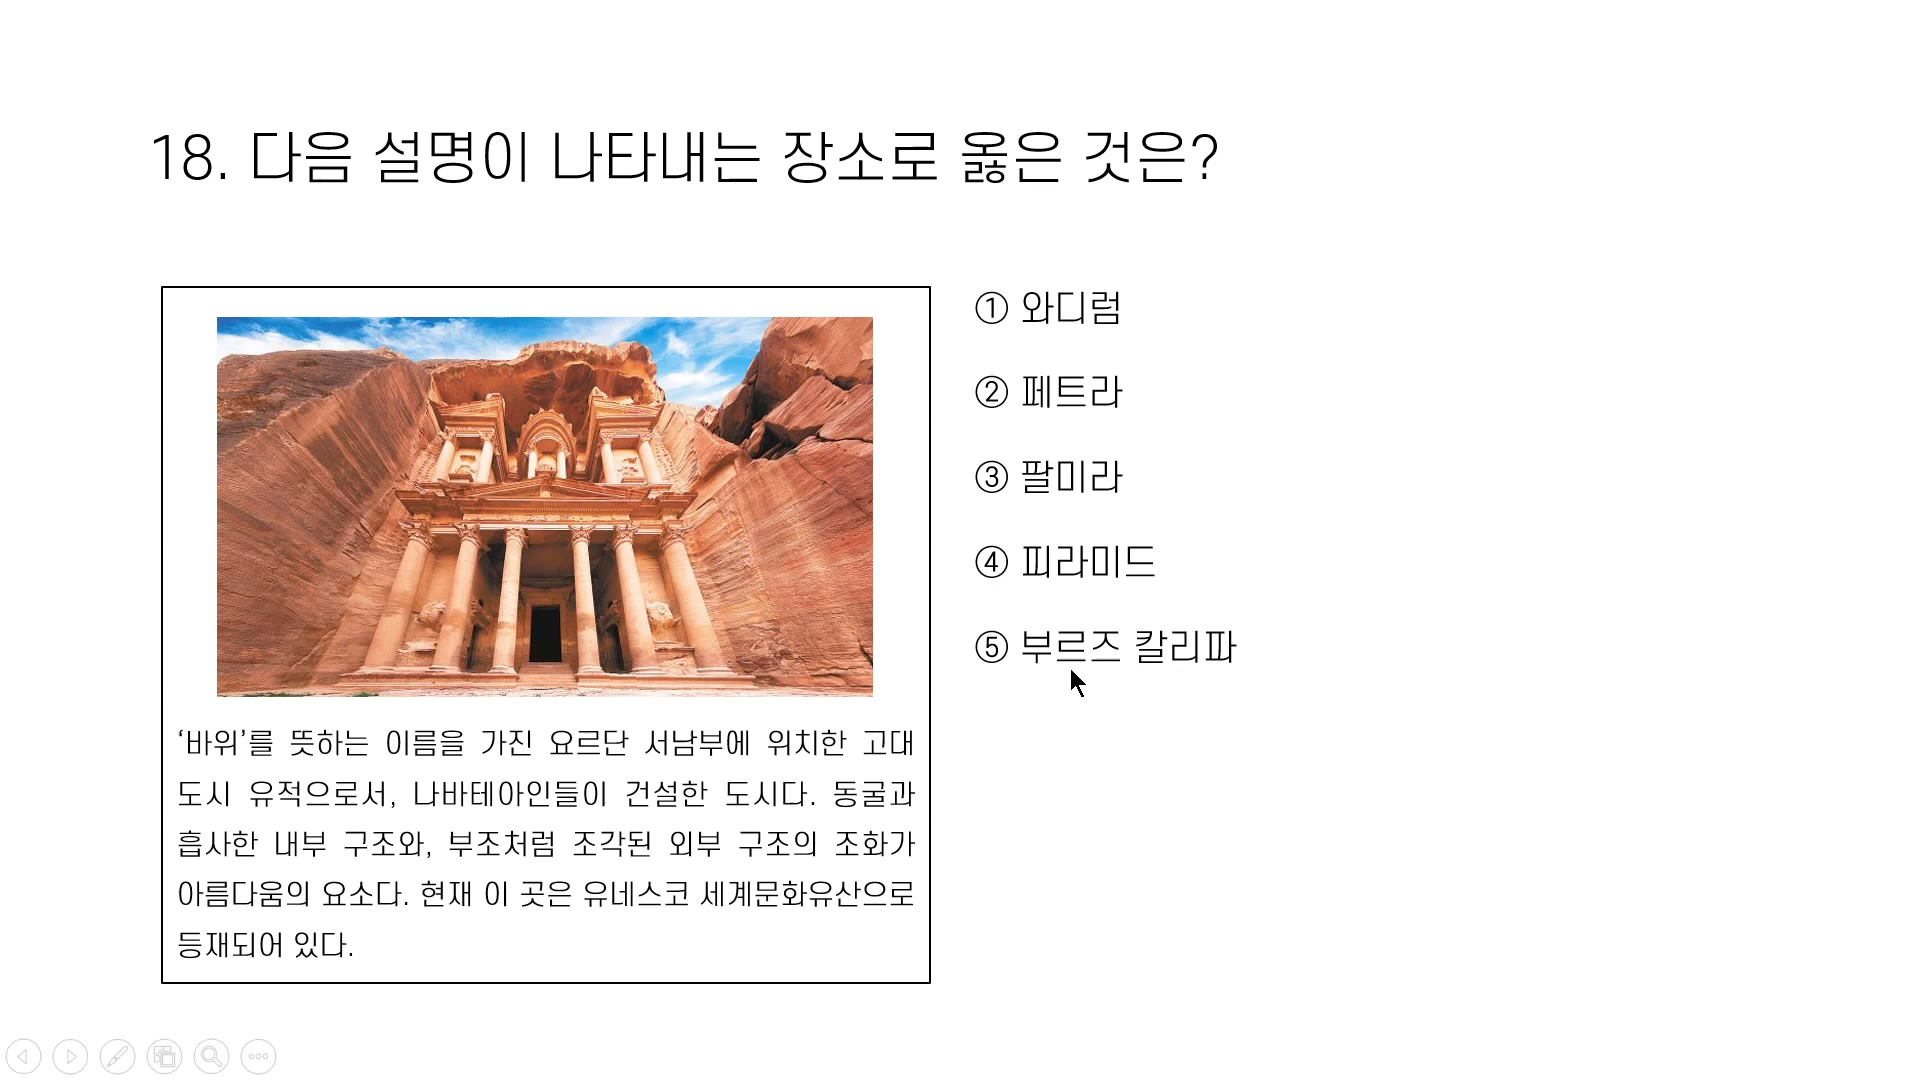 18. 다음 설명이 나타내는 장소로 옳은 것은?
‘바위’를 뜻하는 이름을 가진 요르단 서남부에 위치한 고대
도시 유적으로서, 나바테아인들이 건설한 도시다. 동굴과
흡사한 내부 구조와, 부조처럼 조각된 외부 구조의 조화가
아름다움의 요소다. 현재 이 곳은 유네스코 세계문화유산으로
등재되어 있다.
① 와디럼
② 페트라
③ 팔미라
④ 피라미드
⑤ 부르즈 칼리파